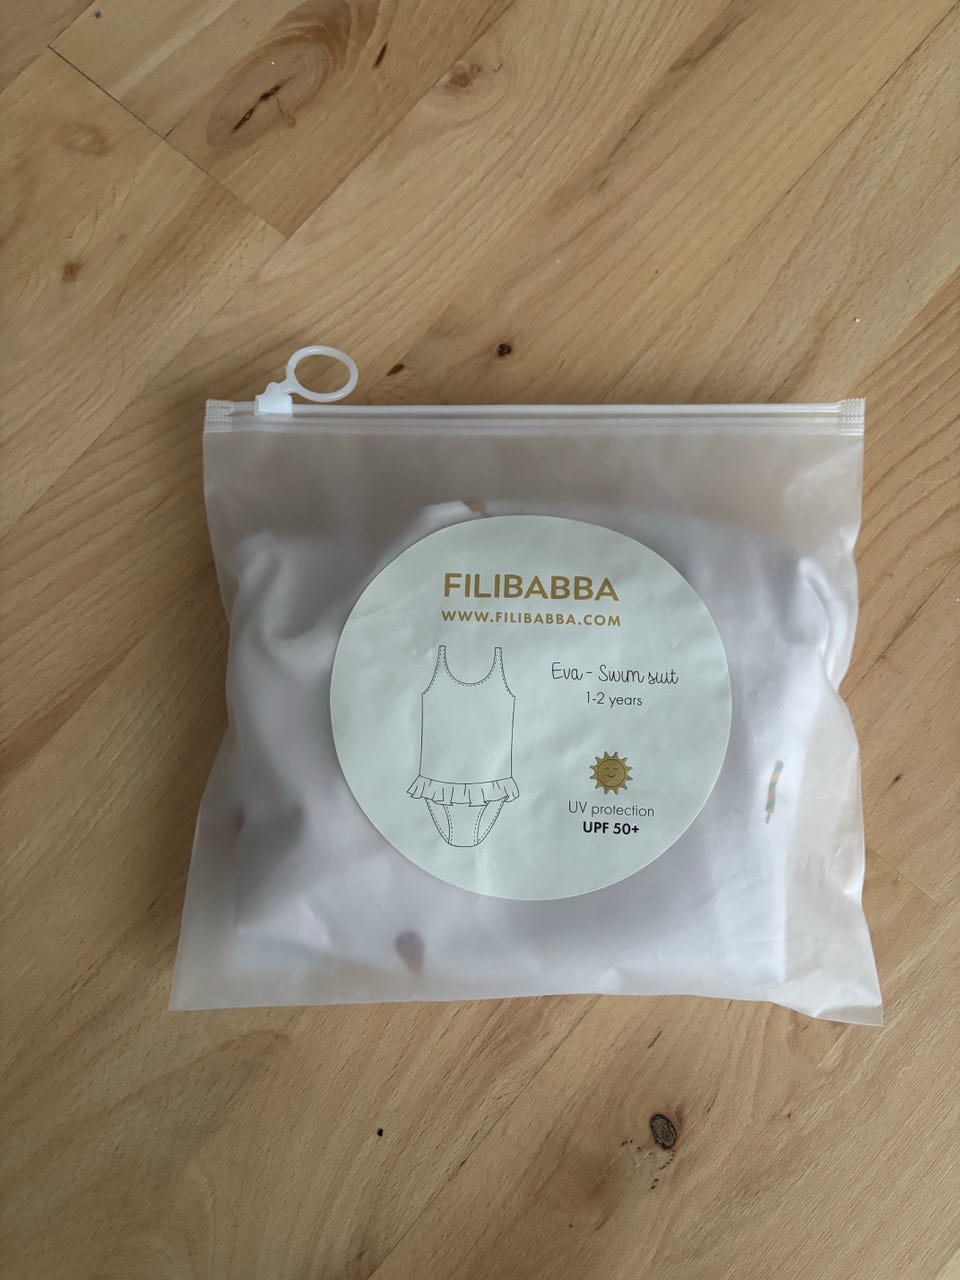 FILIBABBA
WWW.FILIBABBA.COM
Eva - Swim suit
1-2 years
UV protection
UPF 50+